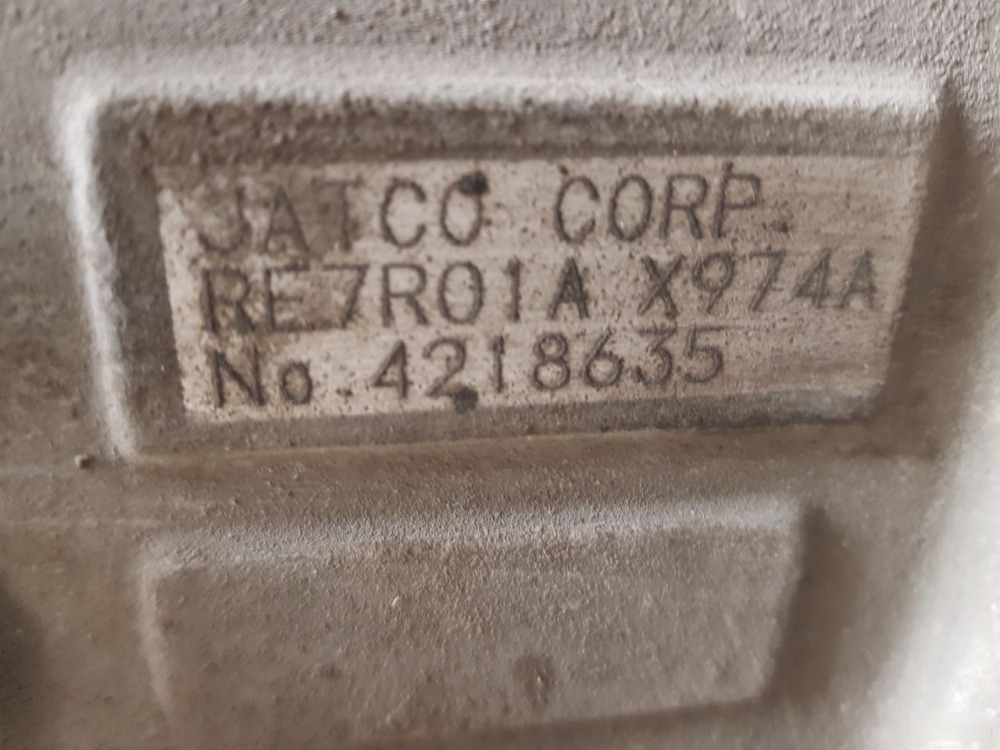 JATCO CORP.
RE7R01A X974A
No. 4218635